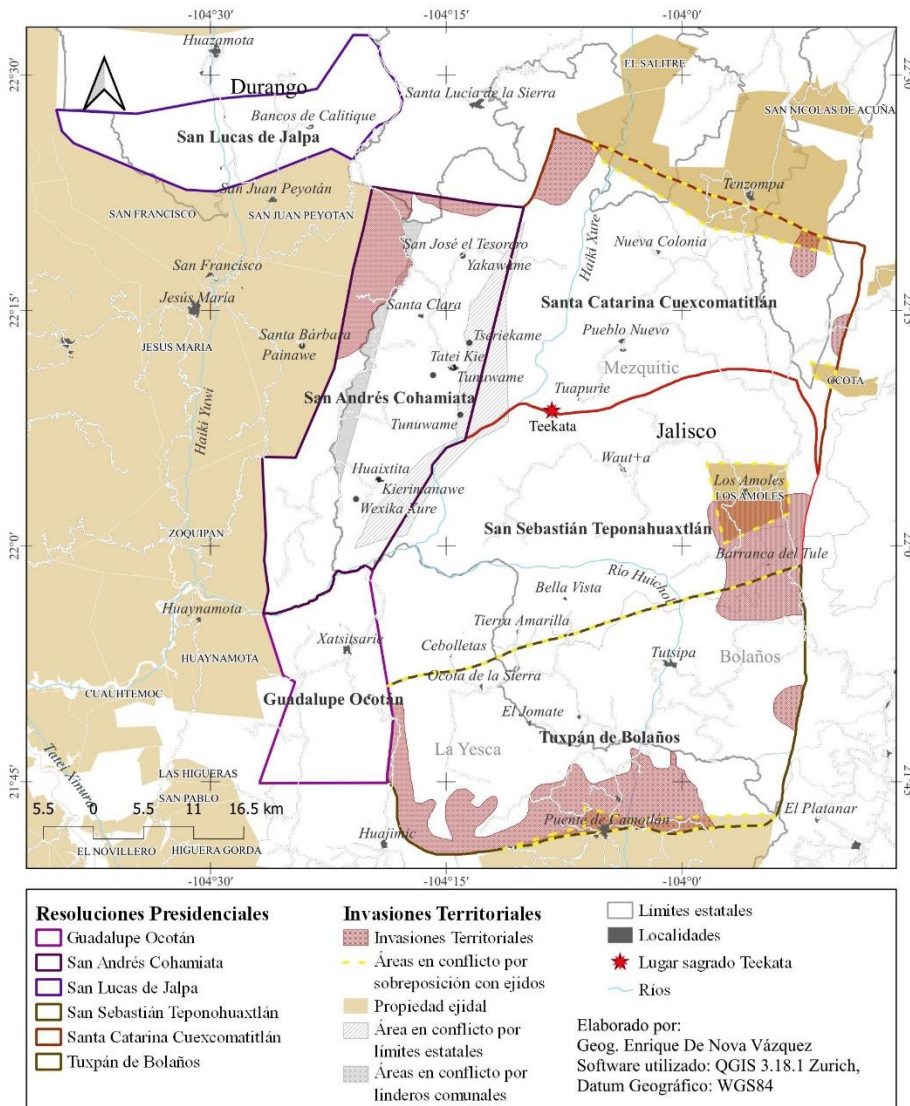 -104°30'
-104°15'
-104°0'
22°30'
22°15'
22°0'
21°45'
Huazamota
Durango
Santa Lucía de la Sierra
EL SALITRE
SAN NICOLAS DE ACUÑA
Bancos de Calitique
San Lucas de Jalpa
San Juan Peyotán
SAN FRANCISCO
SAN JUAN PEYOTAN
Tenzompa
Haiki Xure
San José el Tesorero
Nueva Colonia
Yakawame
San Francisco
Jesús María
Santa Clara
Santa Catarina Cuexcomatitlán
Santa Bárbara
Tseriekame
Pueblo Nuevo
JESUS MARIA
Painawe
Tatei Kie
Mezquitic
Tunuwame
OCOTA
San Andrés Cohamiata
Tuapurie
Haiki Yuwi
Tunuwame
Teekata
Jalisco
Waut+a
Huaixtita
Los Amoles
Kierimanawe
LOS AMOLES
Wexika Xure
San Sebastián Teponahuaxtlán
ZOQUIPAN
Barranca del Tule
Río Huichol
Bella Vista
Huaynamota
Tierra Amarilla
Xatsitsarie
Cebolletas
Tutsipa
Bolaños
HUAYNAMOTA
Ocota de la Sierra
CUAUHTEMOC
Guadalupe Ocotán
El Jomate
Tuxpán de Bolaños
La Yesca
Tatei Xinura
LAS HIGUERAS
SAN PABLO
El Platanar
5.5 0 5.5 11 16.5 km
Puente de Camotlán
Huajimic
EL NOVILLERO
HIGUERA GORDA
-104°30'
-104°15'
-104°0'
Resoluciones Presidenciales
Guadalupe Ocotán
San Andrés Cohamiata
San Lucas de Jalpa
San Sebastián Teponohuaxtlán
Santa Catarina Cuexcomatitlán
Tuxpán de Bolaños
Invasiones Territoriales
Invasiones Territoriales
Áreas en conflicto por
sobreposición con ejidos
Propiedad ejidal
Área en conflicto por
límites estatales
Áreas en conflicto por
linderos comunales
Límites estatales
Localidades
Lugar sagrado Teekata
Ríos
Elaborado por:
Geog. Enrique De Nova Vázquez
Software utilizado: QGIS 3.18.1 Zurich,
Datum Geográfico: WGS84